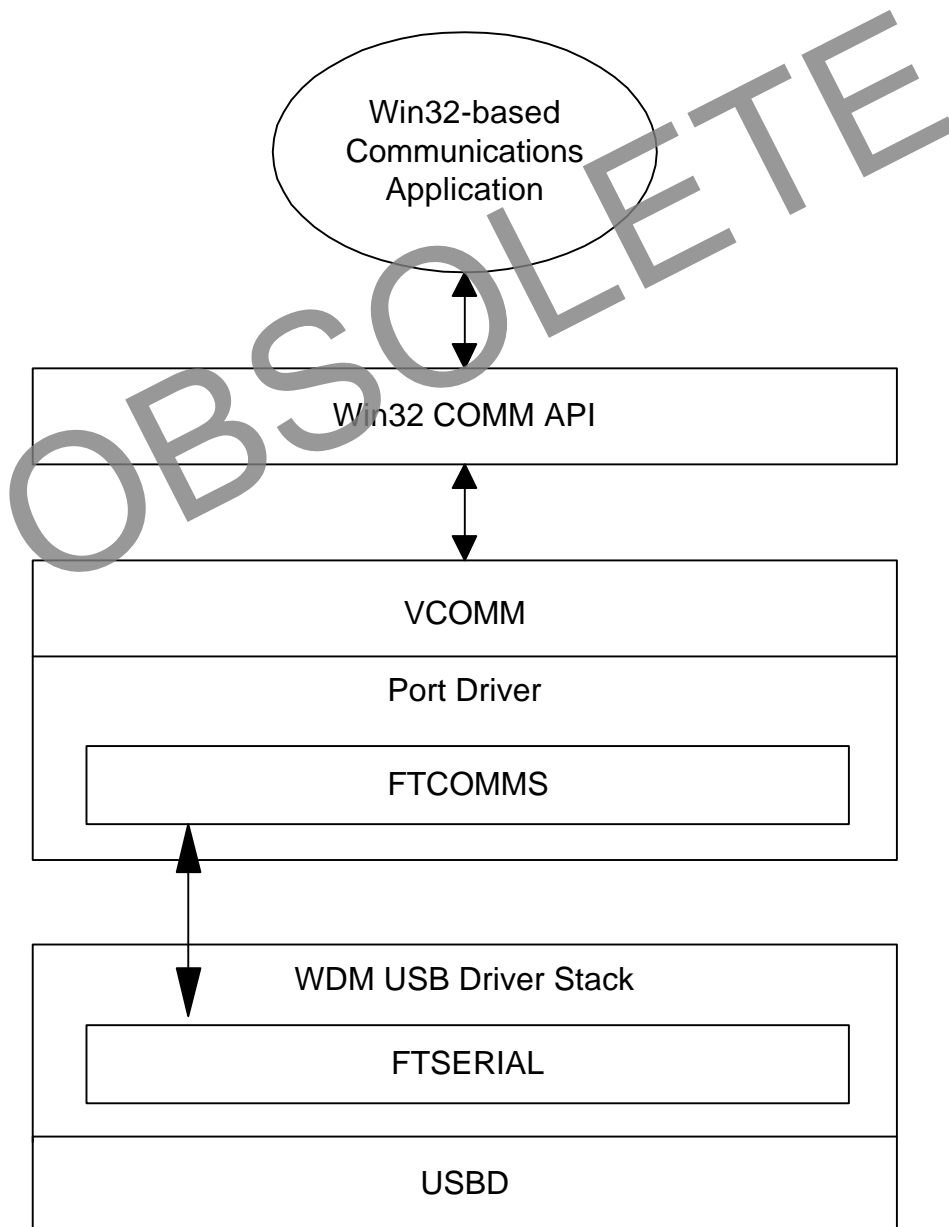 OBSOLETE
Win32-based
Communications
Application
Win32 COMM API
VCOMM
Port Driver
FTCOMMS
WDM USB Driver Stack
FTSERIAL
USBD